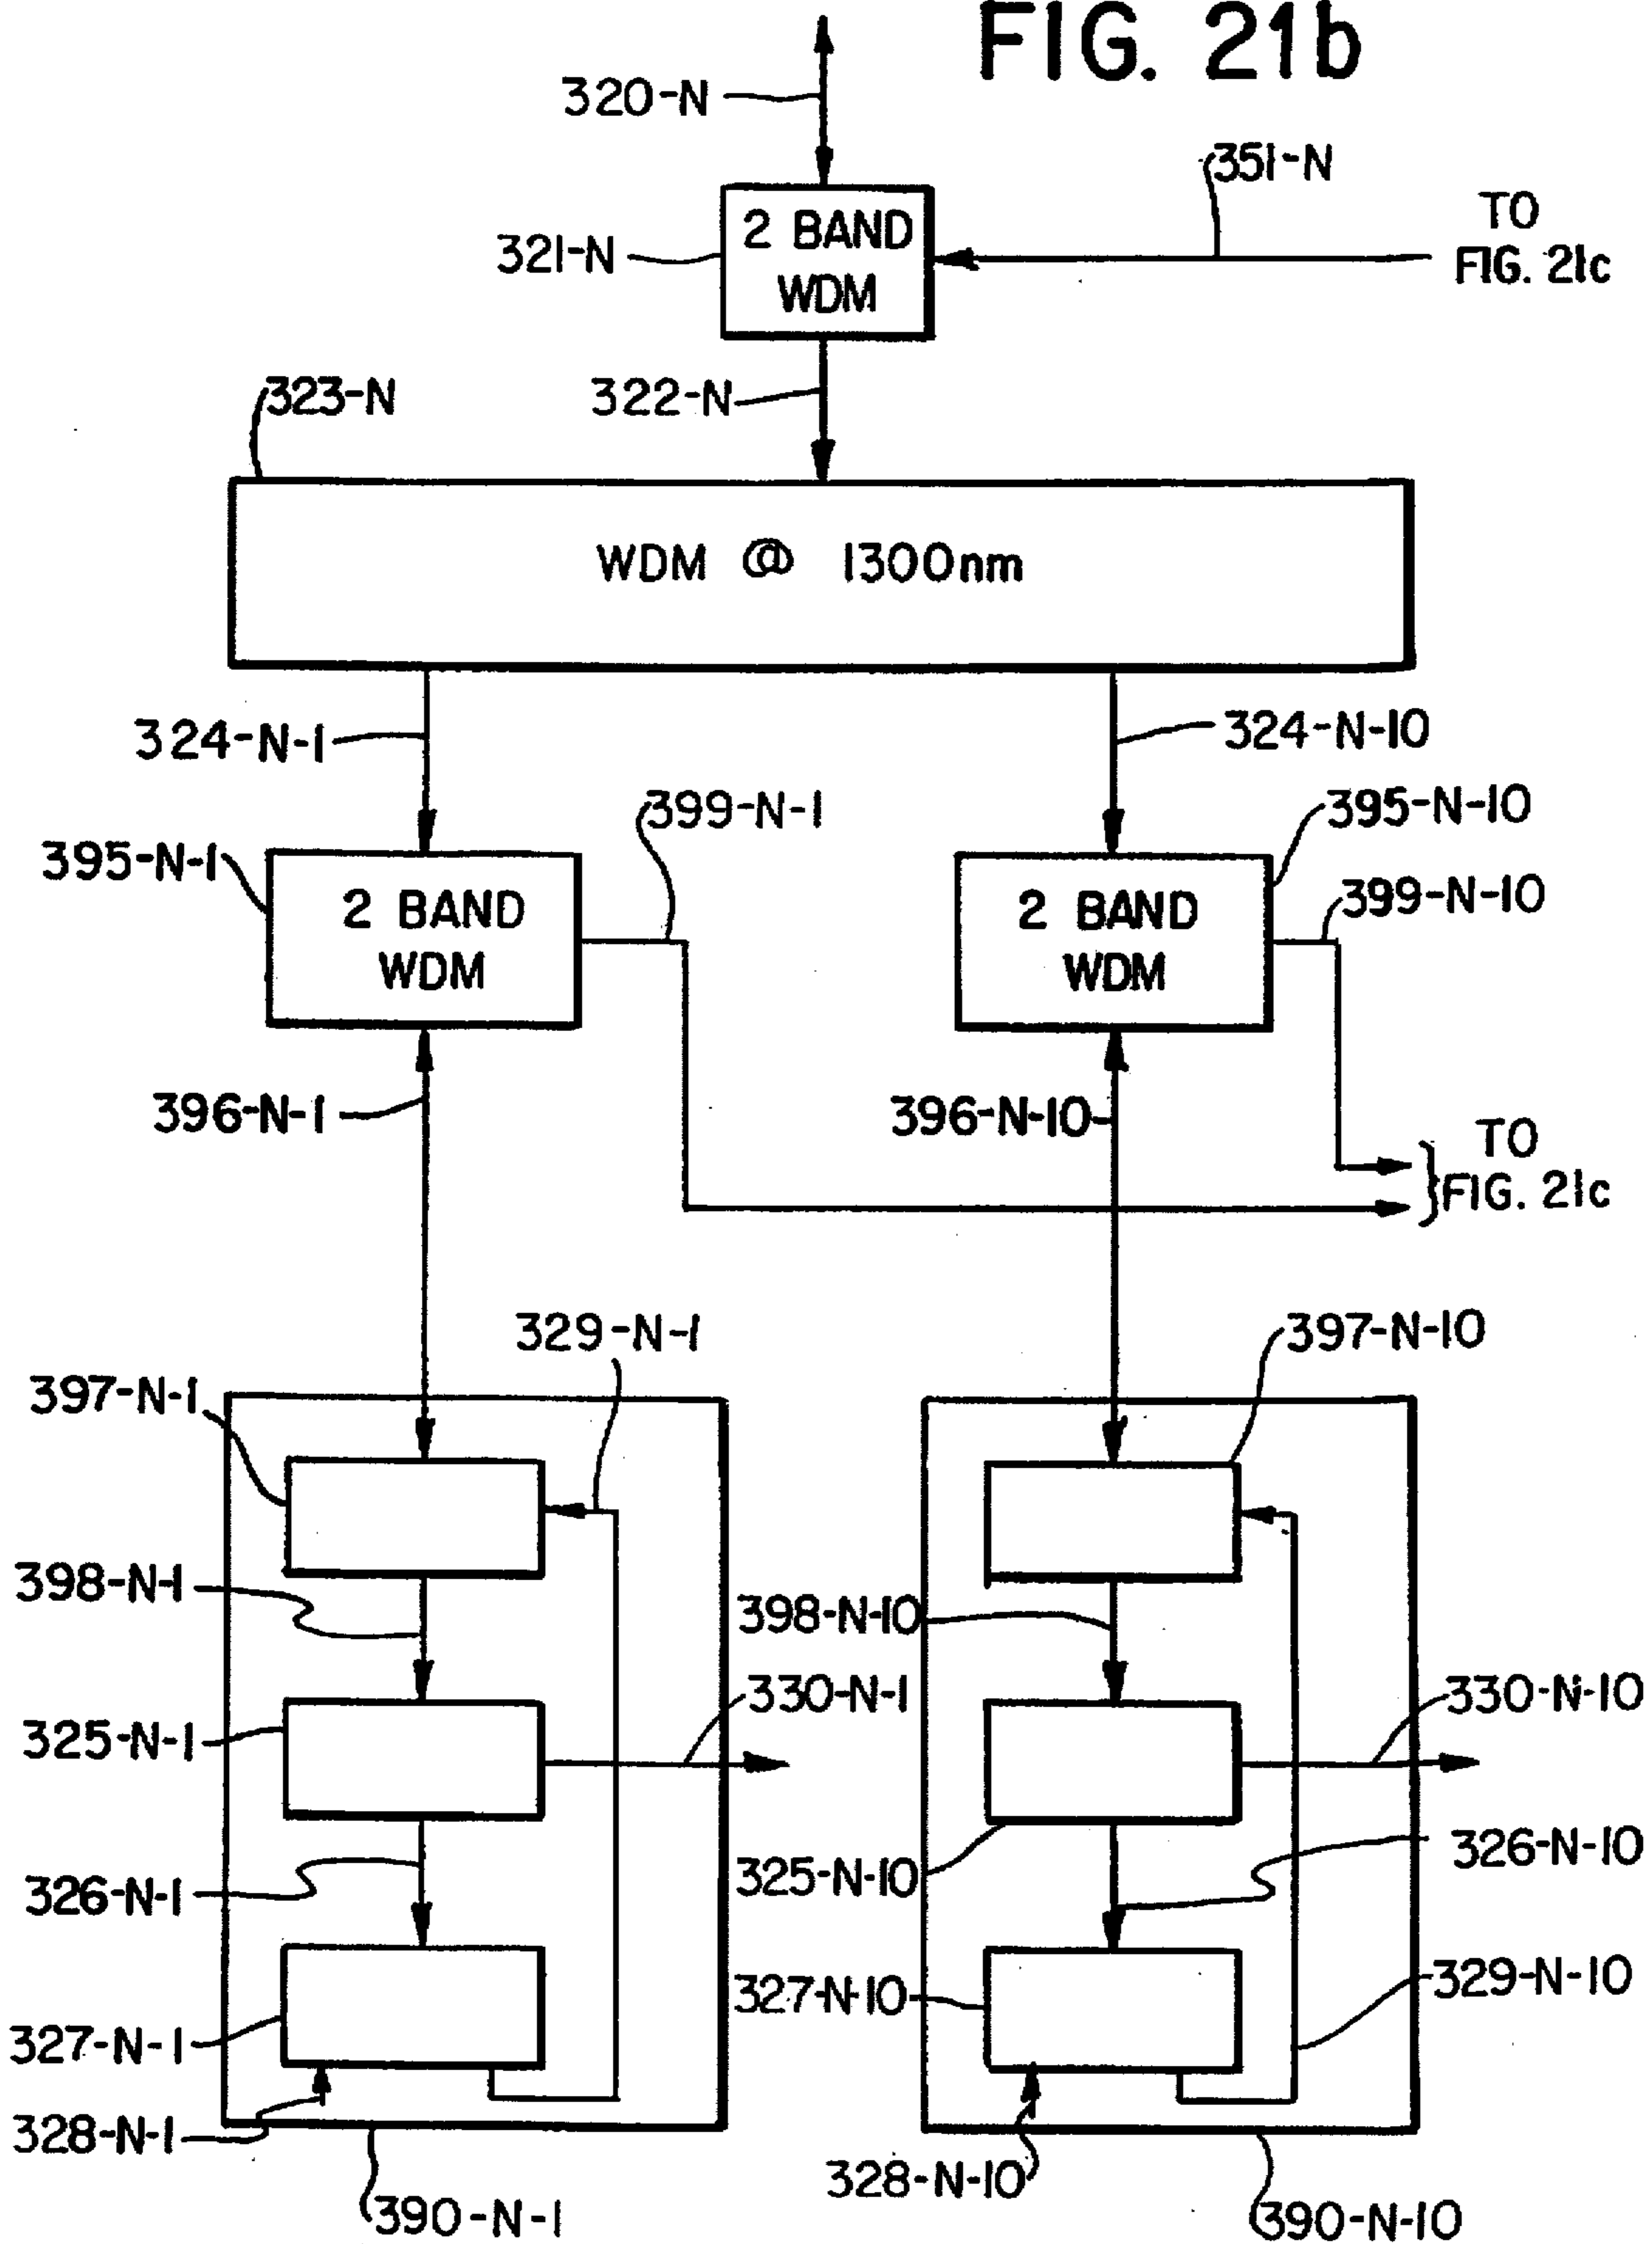 FIG. 21b
320-N
351-N
TO
FIG. 21c
2 BAND
WDM
321-N
322-N
323-N
WDM @ 1300nm
324-N-1
324-N-10
399-N-1
395-N-10
395-N-1
399-N-10
2 BAND
WDM
2 BAND
WDM
396-N-1
396-N-10
TO
FIG. 21c
329-N-1
397-N-10
397-N-1
398-N-1
398-N-10
330-N-1
330-N-10
325-N-1
326-N-10
325-N-10
326-N-1
329-N-10
327-N-10
327-N-1
328-N-1
328-N-10
390-N-1
390-N-10